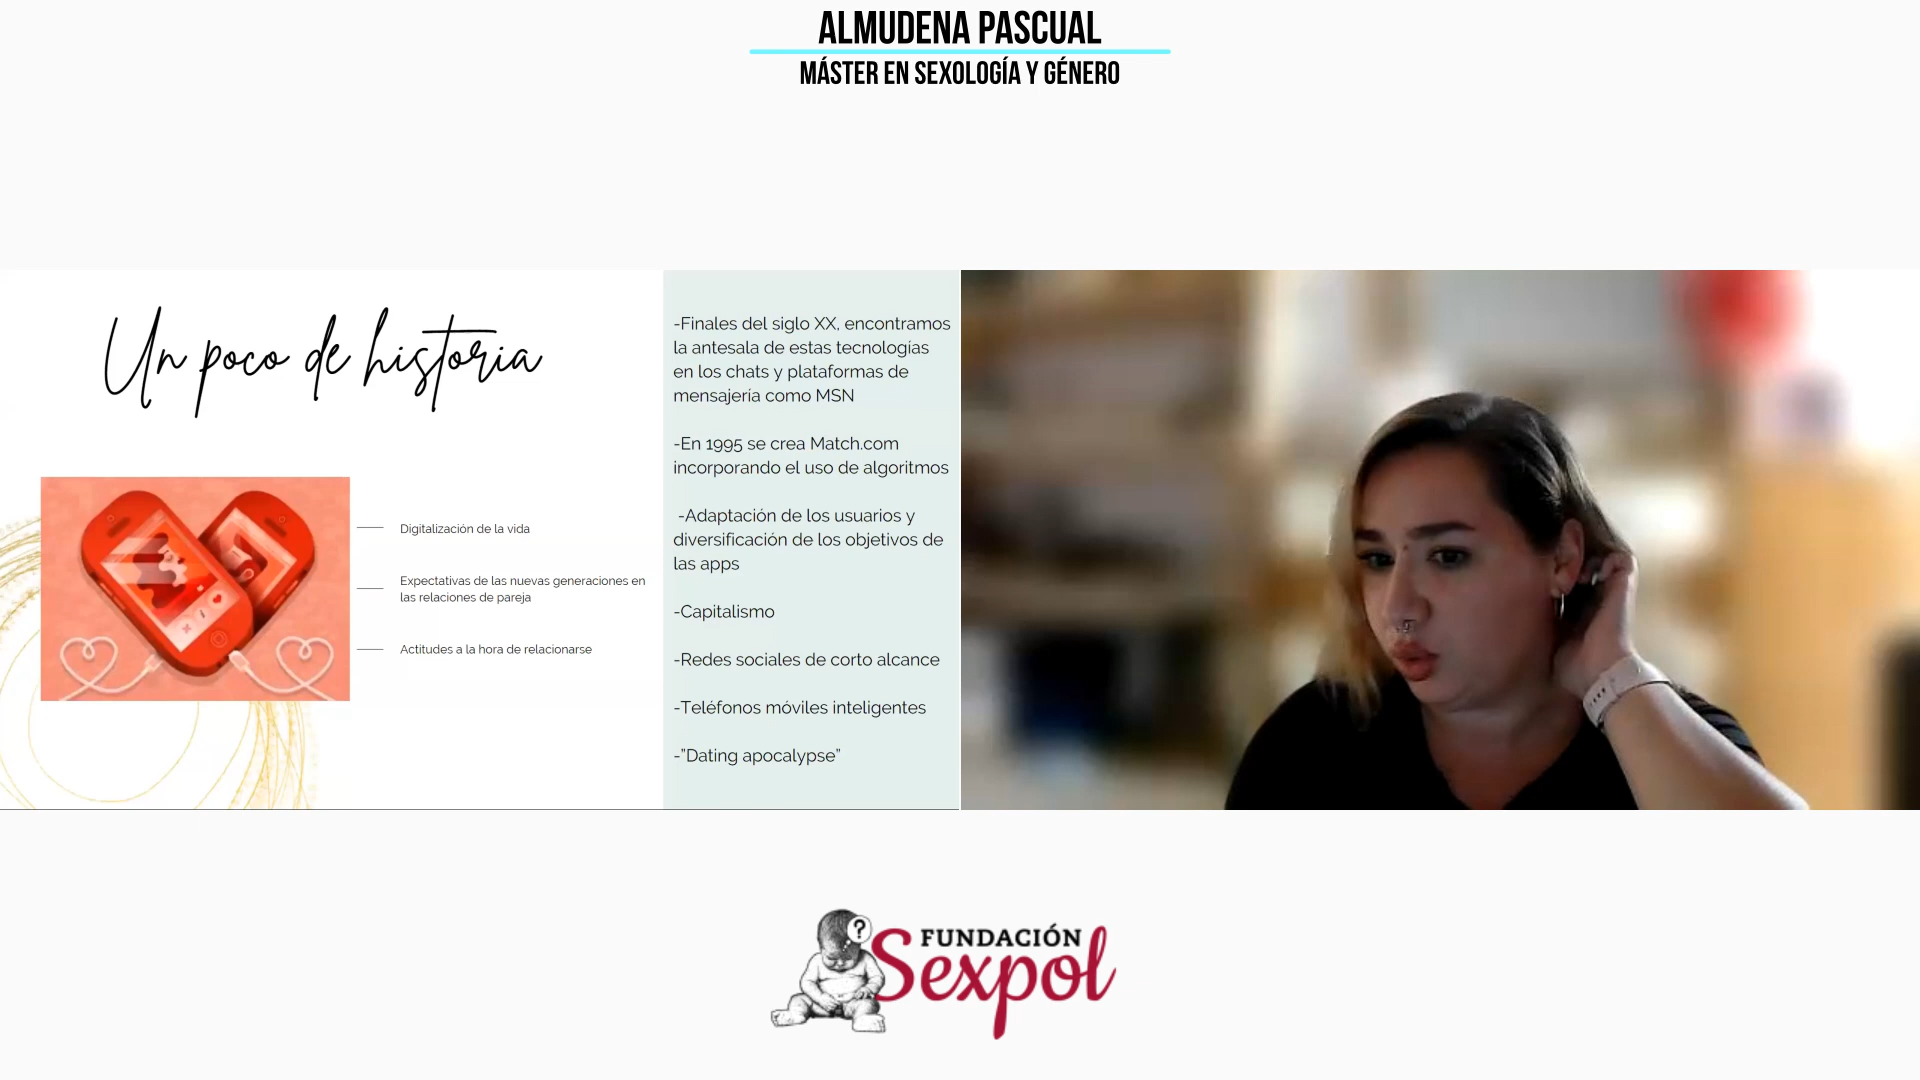 ALMUDENA PASCUAL
MÁSTER EN SEXOLOGÍA Y GÉNERO
Un poco de historia
Digitalización de la vida
Expectativas de las nuevas generaciones en
las relaciones de pareja
Actitudes a la hora de relacionarse
-Finales del siglo XX, encontramos
la antesala de estas tecnologías
en los chats y plataformas de
mensajería como MSN
-En 1995 se crea Match.com
incorporando el uso de algoritmos
-Adaptación de los usuarios y
diversificación de los objetivos de
las apps
-Capitalismo
-Redes sociales de corto alcance
-Teléfonos móviles inteligentes
-"Dating apocalypse"
?
FUNDACIÓN
Sexpol